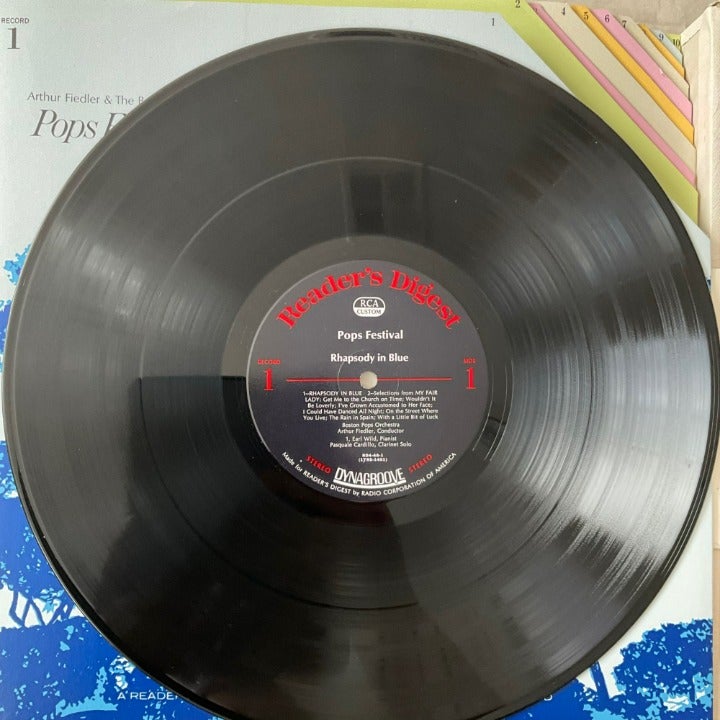 RECORD
1
1 2 3 4 5 6 7 9 10
Arthur Fiedler & The B
Pops F
Reader's Digest
RCA
CUSTOM
Pops Festival
Rhapsody in Blue
RECORD
1
SIDE
1
1—RHAPSODY IN BLUE 2—Selections from MY FAIR
LADY: Get Me to the Church on Time; Wouldn't It
Be Loverly; I've Grown Accustomed to Her Face;
I Could Have Danced All Night; On the Street Where
You Live; The Rain in Spain; With a Little Bit of Luck
Boston Pops Orchestra
Arthur Fiedler, Conductor
1, Earl Wild, Pianist
Pasquale Cardillo, Clarinet Solo
STEREO
DYNAGROOVE
STEREO
Made for READER'S DIGEST by RADIO CORPORATION OF AMERICA
A READER